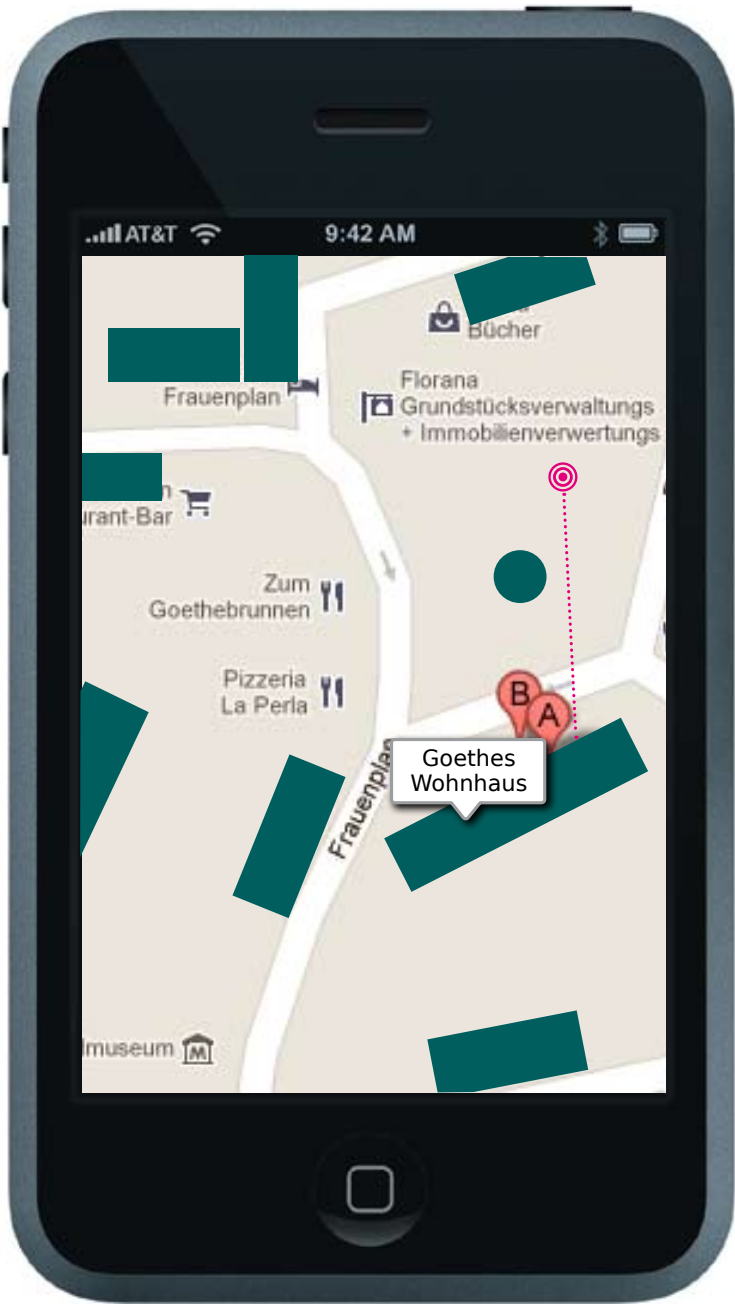 AT&T
9:42 AM
Bücher
Frauenplan
Florana
Grundstücksverwaltungs
+ Immobilienverwertungs
urant-Bar
Zum
Goethebrunnen
Pizzeria
La Perla
B
A
Goethes
Wohnhaus
Frauenplan
lmuseum
M